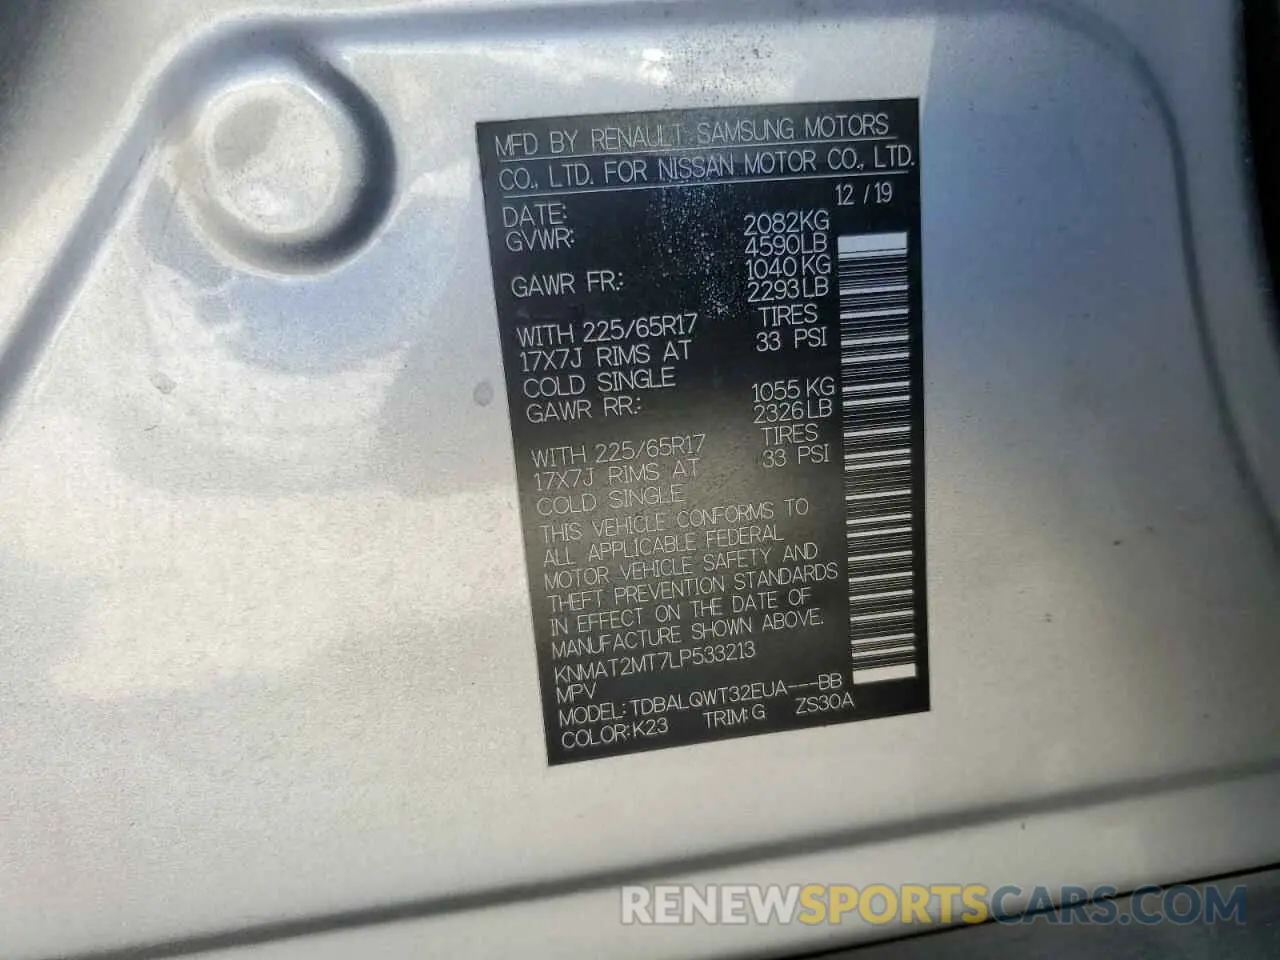 MFD BY RENAULT SAMSUNG MOTORS
CO., LTD. FOR NISSAN MOTOR CO., LTD.
DATE: 12 / 19
GVWR: 2082KG
4590LB
GAWR FR.: 1040KG
2293LB
WITH 225/65R17 TIRES
17X7J RIMS AT 33 PSI
COLD SINGLE
GAWR RR.: 1055KG
2326LB
WITH 225/65R17 TIRES
17X7J RIMS AT 33 PSI
COLD SINGLE
THIS VEHICLE CONFORMS TO
ALL APPLICABLE FEDERAL
MOTOR VEHICLE SAFETY AND
THEFT PREVENTION STANDARDS
IN EFFECT ON THE DATE OF
MANUFACTURE SHOWN ABOVE.
KNMAT2MT7LP533213
MPV
MODEL: TDBALQWT32EUA---BB
COLOR: K23 TRIM: G ZS30A
RENEWSPORTSCARS.COM